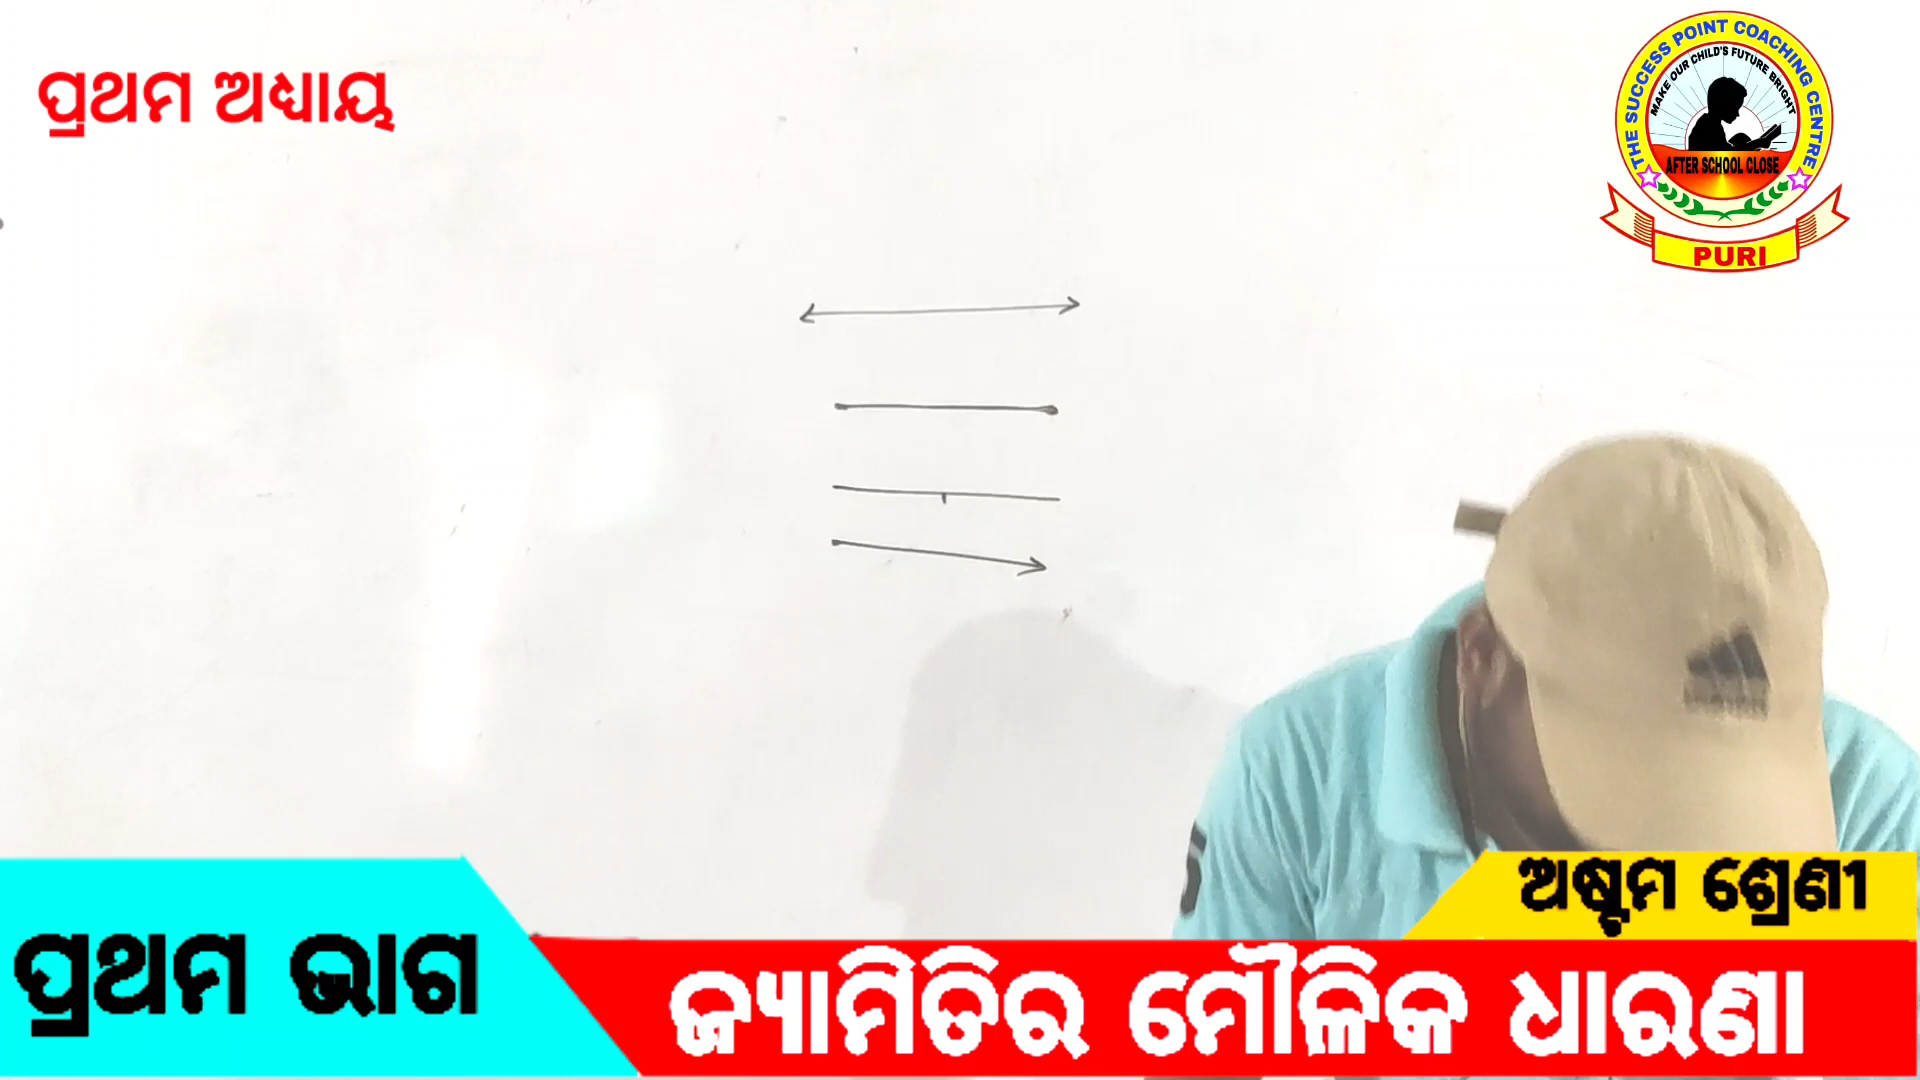 ପ୍ରଥମ ଅଧ୍ୟାୟ
THE SUCCESS POINT COACHING CENTRE
MAKE OUR CHILD'S FUTURE BRIGHT
AFTER SCHOOL CLOSE
PURI
ଅଷ୍ଟମ ଶ୍ରେଣୀ
ପ୍ରଥମ ଭାଗ
ଜ୍ୟାମିତିର ମୌଳିକ ଧାରଣା